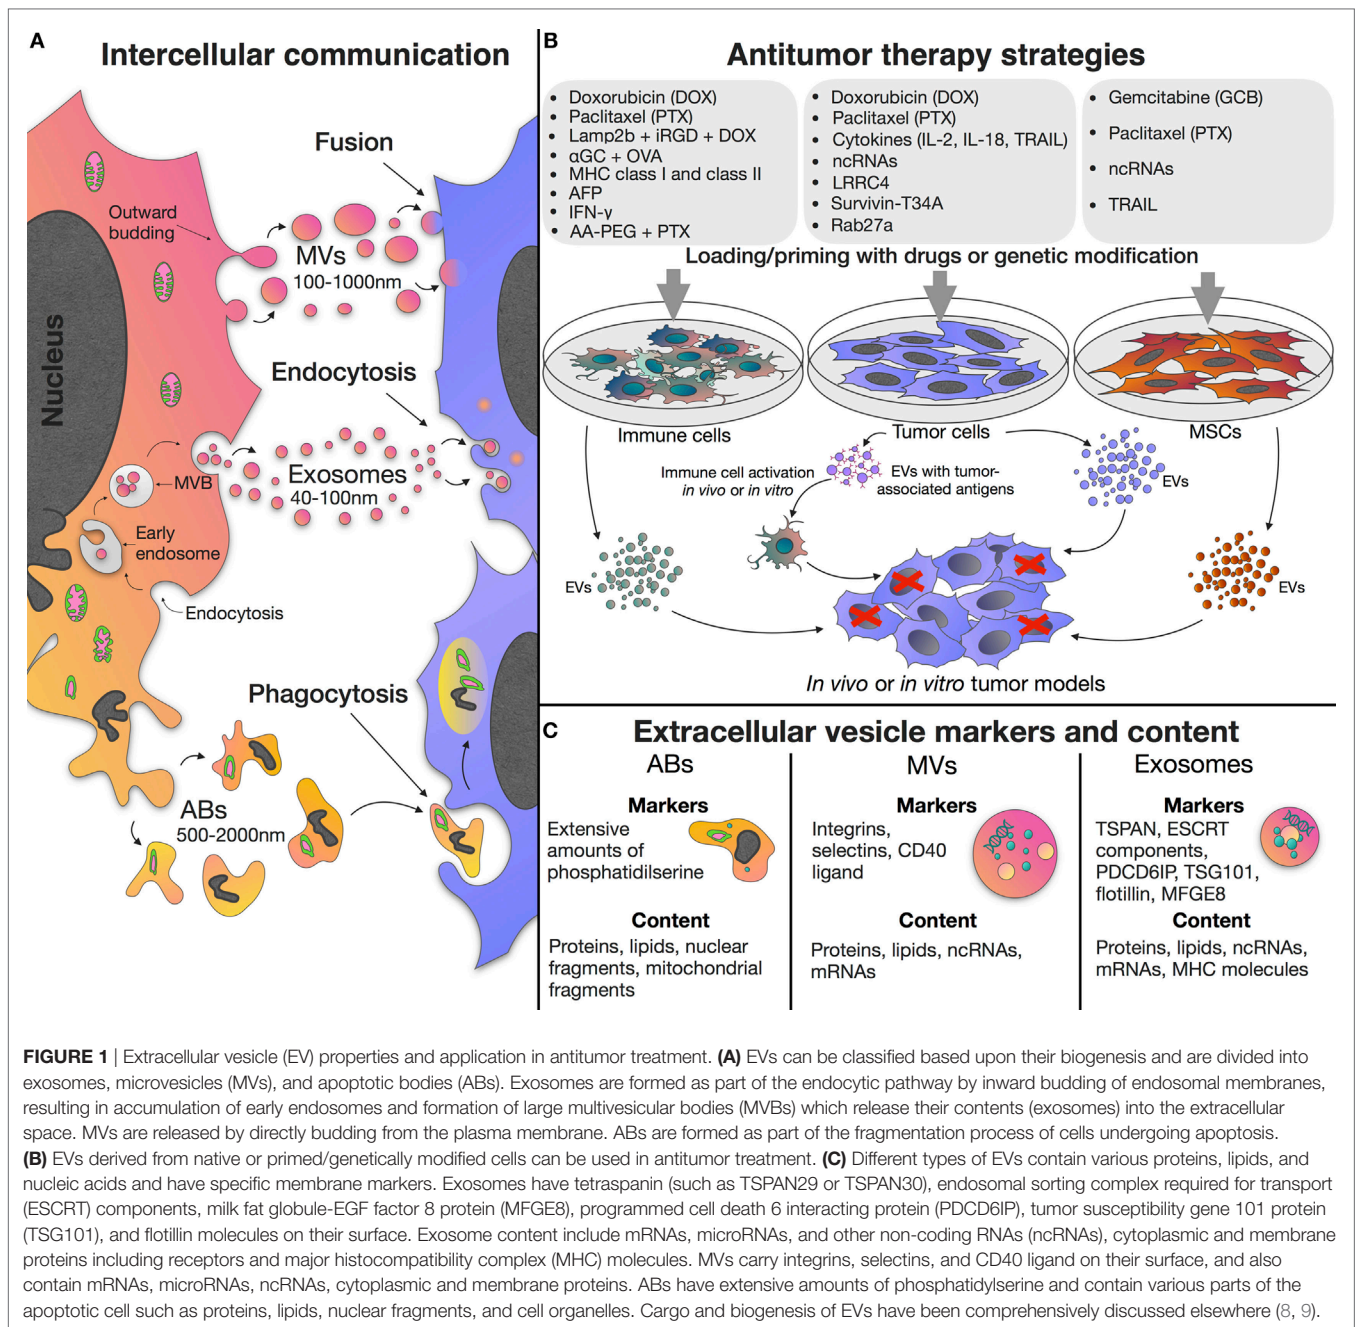 A
Intercellular communication
Fusion
Outward
budding
MVs
100-1000nm
Nucleus
Endocytosis
Exosomes
40-100nm
MVB
Early
endosome
Endocytosis
Phagocytosis
ABs
500-2000nm
B
Antitumor therapy strategies
• Doxorubicin (DOX)
• Paclitaxel (PTX)
• Lamp2b + iRGD + DOX
• αGC + OVA
• MHC class I and class II
• AFP
• IFN-γ
• AA-PEG + PTX
• Doxorubicin (DOX)
• Paclitaxel (PTX)
• Cytokines (IL-2, IL-18, TRAIL)
• ncRNAs
• LRRC4
• Survivin-T34A
• Rab27a
• Gemcitabine (GCB)
• Paclitaxel (PTX)
• ncRNAs
• TRAIL
Loading/priming with drugs or genetic modification
Immune cells
Tumor cells
MSCs
Immune cell activation
in vivo or in vitro
EVs with tumor-
associated antigens
EVs
EVs
EVs
In vivo or in vitro tumor models
C
Extracellular vesicle markers and content
ABs
Markers
Extensive
amounts of
phosphatidilserine
Content
Proteins, lipids, nuclear
fragments, mitochondrial
fragments
MVs
Markers
Integrins,
selectins, CD40
ligand
Content
Proteins, lipids, ncRNAs,
mRNAs
Exosomes
Markers
TSPAN, ESCRT
components,
PDCD6IP, TSG101,
flotillin, MFGE8
Content
Proteins, lipids, ncRNAs,
mRNAs, MHC molecules
FIGURE 1 | Extracellular vesicle (EV) properties and application in antitumor treatment. (A) EVs can be classified based upon their biogenesis and are divided into
exosomes, microvesicles (MVs), and apoptotic bodies (ABs). Exosomes are formed as part of the endocytic pathway by inward budding of endosomal membranes,
resulting in accumulation of early endosomes and formation of large multivesicular bodies (MVBs) which release their contents (exosomes) into the extracellular
space. MVs are released by directly budding from the plasma membrane. ABs are formed as part of the fragmentation process of cells undergoing apoptosis.
(B) EVs derived from native or primed/genetically modified cells can be used in antitumor treatment. (C) Different types of EVs contain various proteins, lipids, and
nucleic acids and have specific membrane markers. Exosomes have tetraspanin (such as TSPAN29 or TSPAN30), endosomal sorting complex required for transport
(ESCRT) components, milk fat globule-EGF factor 8 protein (MFGE8), programmed cell death 6 interacting protein (PDCD6IP), tumor susceptibility gene 101 protein
(TSG101), and flotillin molecules on their surface. Exosome content include mRNAs, microRNAs, and other non-coding RNAs (ncRNAs), cytoplasmic and membrane
proteins including receptors and major histocompatibility complex (MHC) molecules. MVs carry integrins, selectins, and CD40 ligand on their surface, and also
contain mRNAs, microRNAs, ncRNAs, cytoplasmic and membrane proteins. ABs have extensive amounts of phosphatidylserine and contain various parts of the
apoptotic cell such as proteins, lipids, nuclear fragments, and cell organelles. Cargo and biogenesis of EVs have been comprehensively discussed elsewhere (8, 9).